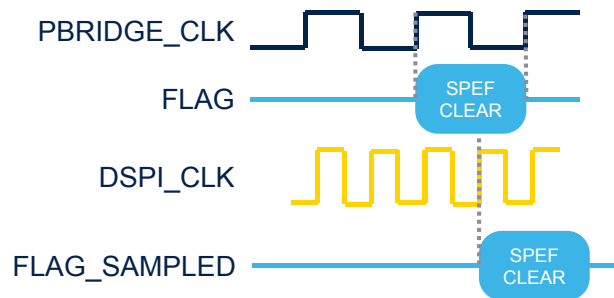 PBRIDGE_CLK
FLAG
SPEF
CLEAR
DSPI_CLK
FLAG_SAMPLED
SPEF
CLEAR